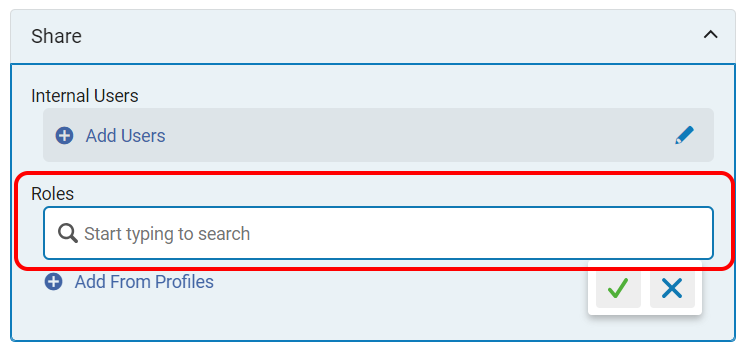 Share
Internal Users
Add Users
Roles
Start typing to search
Add From Profiles